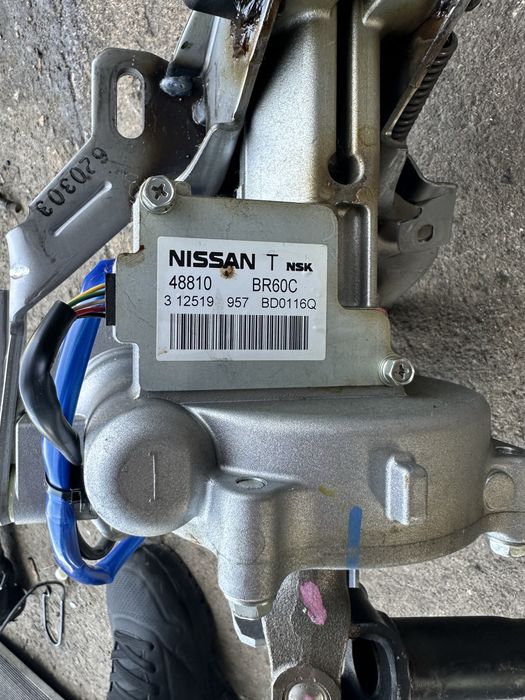 620303
NISSAN T NSK
48810 BR60C
3 12519 957 BD0116Q